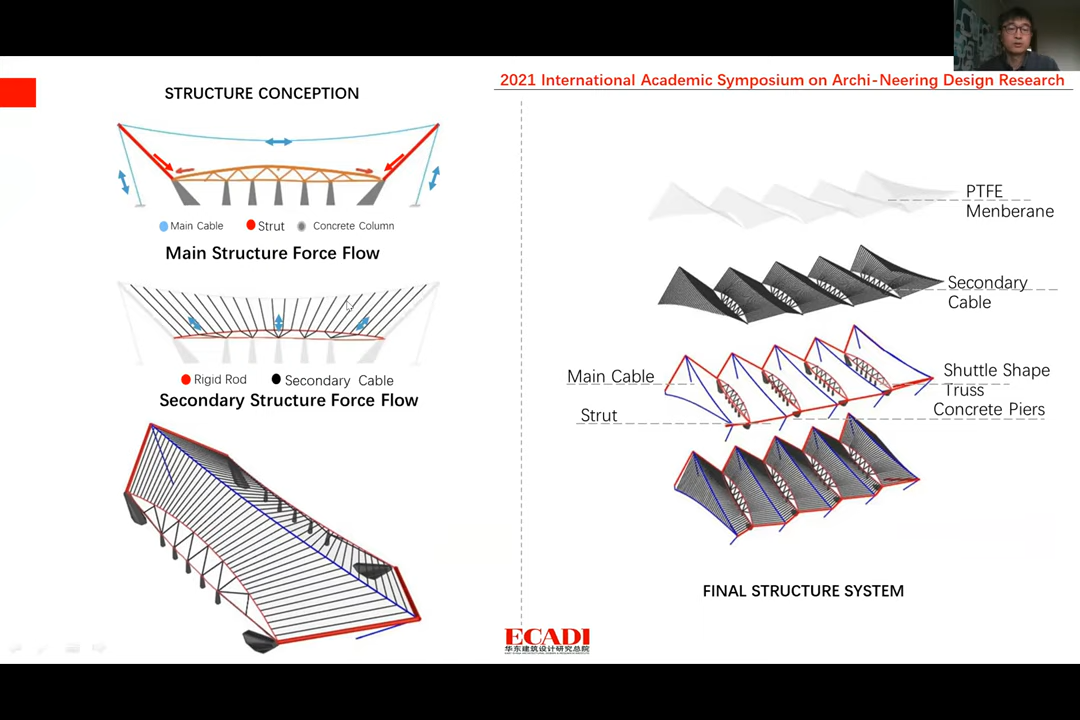 2021 International Academic Symposium on Archi-Neering Design Research
STRUCTURE CONCEPTION
Main Cable
Strut
Concrete Column
Main Structure Force Flow
Rigid Rod
Secondary Cable
Secondary Structure Force Flow
PTFE
Menberane
Secondary
Cable
Main Cable
Strut
Shuttle Shape
Truss
Concrete Piers
FINAL STRUCTURE SYSTEM
ECADI
华东建筑设计研究总院